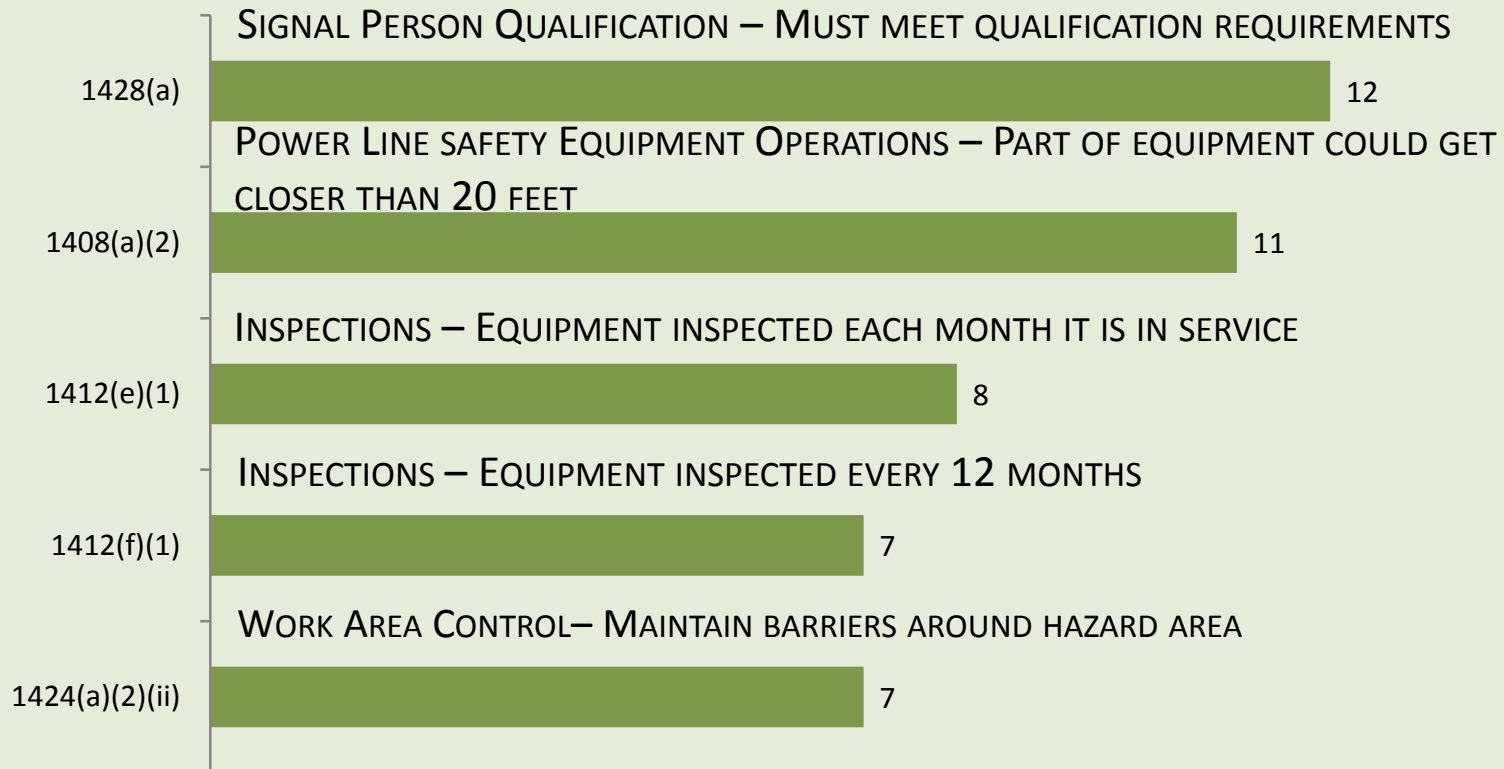 Signal Person Qualification – Must meet qualification requirements
1428(a)
12
Power Line safety Equipment Operations – Part of equipment could get
closer than 20 feet
1408(a)(2)
11
Inspections – Equipment inspected each month it is in service
1412(e)(1)
8
Inspections – Equipment inspected every 12 months
1412(f)(1)
7
Work Area Control– Maintain barriers around hazard area
1424(a)(2)(ii)
7